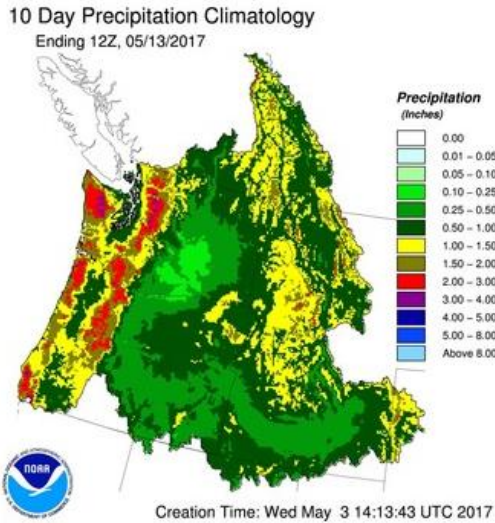 10 Day Precipitation Climatology
Ending 12Z, 05/13/2017
Precipitation
(Inches)
0.00
0.01 - 0.05
0.05 - 0.10
0.10 - 0.25
0.25 - 0.50
0.50 - 1.00
1.00 - 1.50
1.50 - 2.00
2.00 - 3.00
3.00 - 4.00
4.00 - 5.00
5.00 - 8.00
Above 8.00
NOAA
Creation Time: Wed May 3 14:13:43 UTC 2017